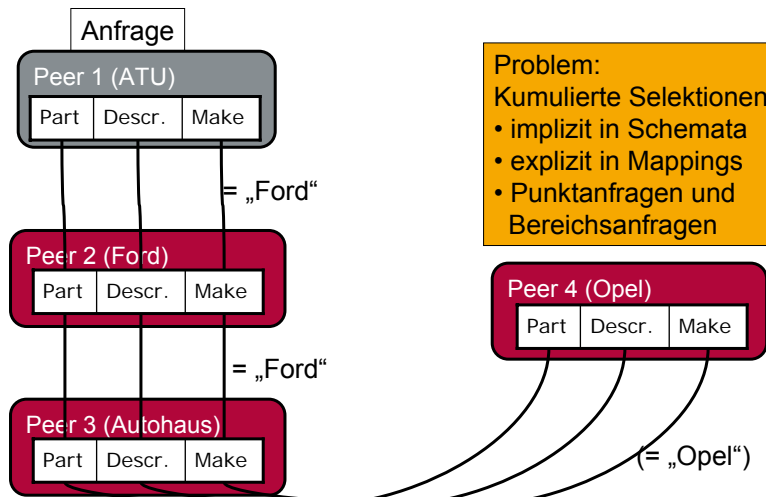 Anfrage
Peer 1 (ATU)
Part Descr. Make
= „Ford“
Peer 2 (Ford)
Part Descr. Make
= „Ford“
Peer 3 (Autohaus)
Part Descr. Make
Problem:
Kumulierte Selektionen
• implizit in Schemata
• explizit in Mappings
• Punktanfragen und
Bereichsanfragen
Peer 4 (Opel)
Part Descr. Make
(= „Opel“)